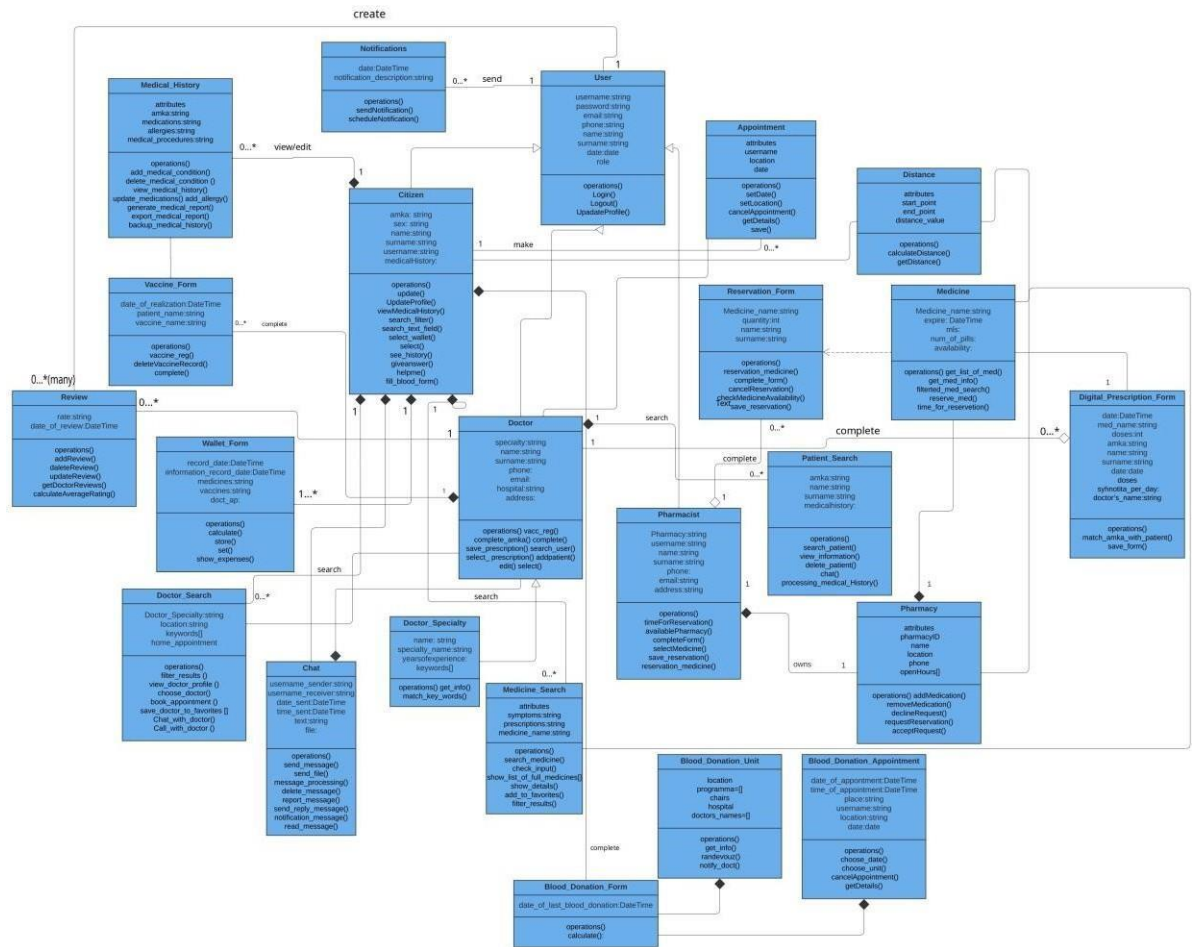 create
Notifications
date:DateTime
notification_description:string
operations()
sendNotification()
scheduleNotification()
0...*
send
1
1
User
username:string
password:string
email:string
phone:string
name:string
surname:string
date:date
role
operations()
Login()
Logout()
UpadateProfile()
Medical_History
attributes
amka:string
medications:string
allergies:string
medical_procedures:string
operations()
add_medical_condition()
delete_medical_condition ()
view_medical_history()
update_medications() add_allergy()
generate_medical_report()
export_medical_report()
backup_medical_history()
0...*
view/edit
1
Appointment
attributes
username
location
date
operations()
setDate()
setLocation()
cancelAppointment()
getDetails()
save()
Distance
attributes
start_point
end_point
distance_value
operations()
calculateDistance()
getDistance()
Citizen
amka: string
sex: string
name:string
surname:string
username:string
medicalHistory:
operations()
update()
UpdateProfile()
viewMedicalHistory()
search_filter()
search_text_field()
select_wallet()
select()
see_history()
giveanswer()
helpme()
fill_blood_form()
1
make
0...*
Vaccine_Form
date_of_realization:DateTime
patient_name:string
vaccine_name:string
operations()
vaccine_reg()
deleteVaccineRecord()
complete()
0...*
complete
Reservation_Form
Medicine_name:string
quantity:int
name:string
surname:string
operations()
reservation_medicine()
complete_form()
cancelReservation()
checkMedicineAvailability()
Text
save_reservation()
Medicine
Medicine_name:string
expire: DateTime
mls:
num_of_pills:
availability:
operations() get_list_of_med()
get_med_info()
filterted_med_search()
reserve_med()
time_for_reservetion()
0...*(many)
Review
rate:string
date_of_review:DateTime
operations()
addReview()
daleteReview()
updateReview()
getDoctorReviews()
calculateAverageRating()
0...*
1
1
1
1
1
Digital_Prescription_Form
date:DateTime
med_name:string
doses:int
amka:string
name:string
surname:string
date:date
doses
syhnotita_per_day:
doctor's_name:string
operations()
match_amka_with_patient()
save_form()
Doctor
specialty:string
name:string
surname:string
phone:
email:
hospital:string
address:
operations() vacc_reg()
complete_amka() complete()
save_prescription() search_user()
select_ prescription() addpatient()
edit() select()
1
search
1
complete
0...*
0...*
complete
1
0...*
Wallet_Form
record_date:DateTime
information_record_date:DateTime
medicines:string
vaccines:string
doct_ap:
operations()
calculate()
store()
set()
show_expenses()
1...*
1
Patient_Search
amka:string
name:string
surname:string
medicalhistory:
operations()
search_patient()
view_information()
delete_patient()
chat()
processing_medical_History()
Pharmacist
Pharmacy:string
username:string
name:string
surname:string
phone:
email:string
address:string
operations()
timeForReservation()
availablePharmacy()
completeForm()
selectMedicine()
save_reservation()
reservation_medicine()
1
owns
1
1
Pharmacy
attributes
pharmacyID
name
location
phone
openHours[]
operations() addMedication()
removeMedication()
declineRequest()
requestReservation()
acceptRequest()
search
0...*
search
Doctor_Search
Doctor_Specialty:string
location:string
keywords[]
home_appointment
operations()
filter_results ()
view_doctor_profile ()
choose_doctor()
book_appointment ()
save_doctor_to_favorites []
Chat_with_doctor()
Call_with_doctor ()
Doctor_Specialty
name: string
specialty_name:string
yearsofexperience:
keywords[]
operations() get_info()
match_key_words()
Chat
username_sender:string
username_receiver:string
date_sent:DateTime
time_sent:DateTime
text:string
file:
operations()
send_message()
send_file()
message_processing()
delete_message()
report_message()
send_reply_message()
notification_message()
read_message()
0...*
Medicine_Search
attributes
symptoms:string
prescriptions:string
medicine_name:string
operations()
search_medicine()
check_input()
show_list_of_full_medicines[]
show_details()
add_to_favorites()
filter_results()
Blood_Donation_Unit
location
programma=[]
chairs
hospital
doctors_names=[]
operations()
get_info()
randevouz()
notify_doct()
Blood_Donation_Appointment
date_of_appontment:DateTime
time_of_appointment:DateTime
place:string
username:string
location:string
date:date
operations()
choose_date()
choose_unit()
cancelAppointment()
getDetails()
complete
Blood_Donation_Form
date_of_last_blood_donation:DateTime
operations()
calculate():